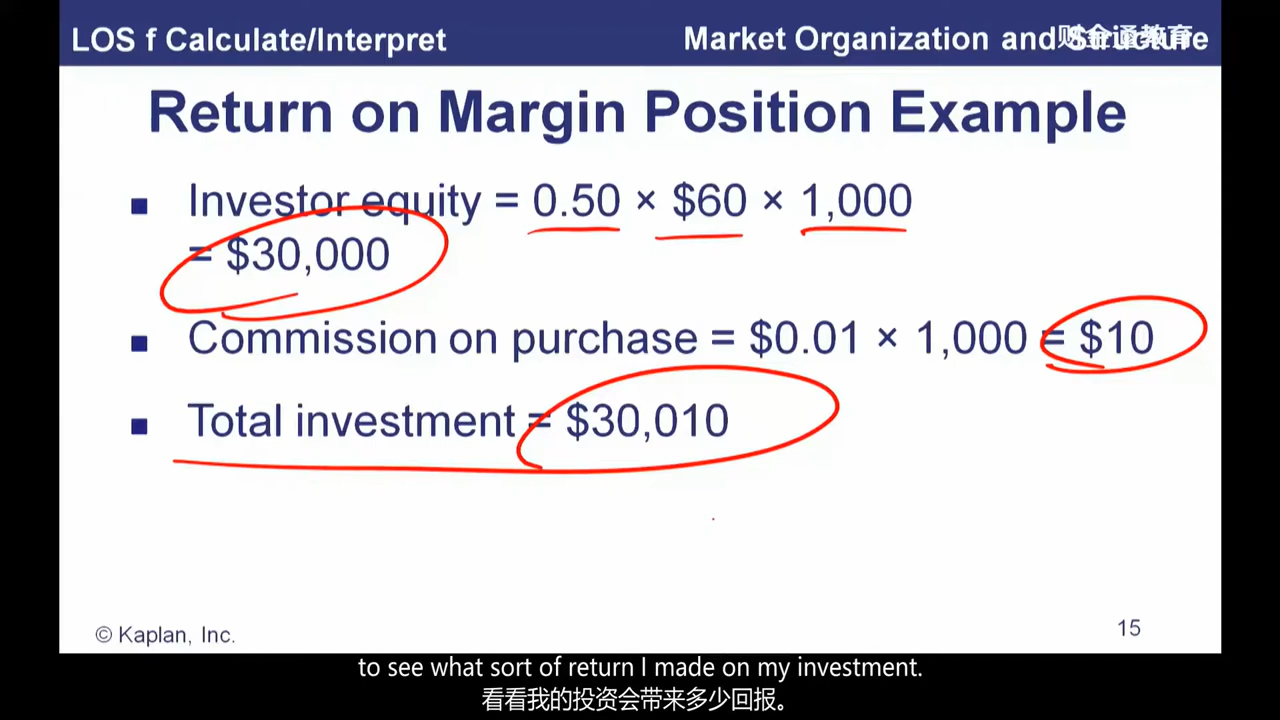 LOS f Calculate/Interpret
Market Organization and Structure
财金通教育
Return on Margin Position Example
Investor equity = 0.50 × $60 × 1,000
= $30,000
Commission on purchase = $0.01 × 1,000 = $10
Total investment = $30,010
© Kaplan, Inc.
15
to see what sort of return I made on my investment.
看看我的投资会带来多少回报。